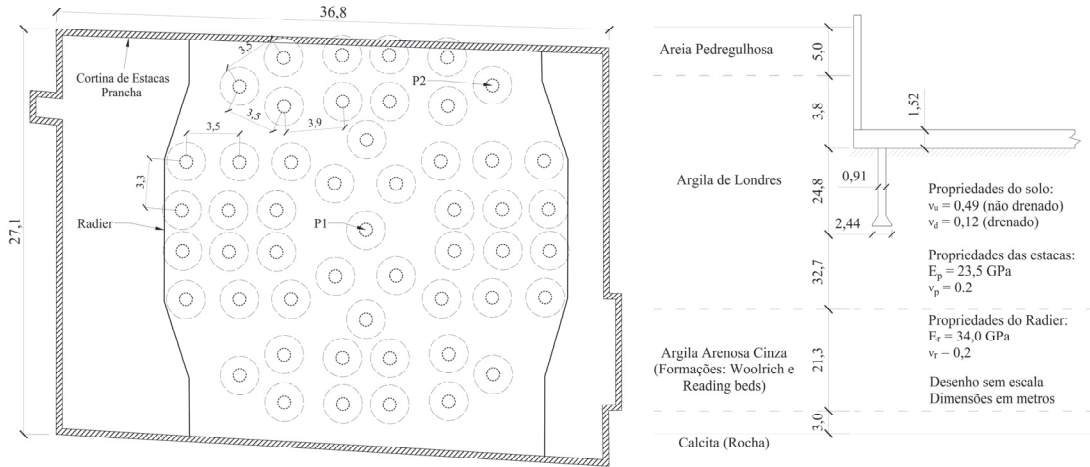 36,8
27,1
Cortina de Estacas
Prancha
3,5
3,5
3,9
3,5
3,3
Radier
P2
P1
Areia Pedregulhosa
5,0
3,8
1,52
Argila de Londres
24,8
0,91
2,44
32,7
Propriedades do solo:
νu = 0,49 (não drenado)
νd = 0,12 (drenado)
Propriedades das estacas:
Ep = 23,5 GPa
νp = 0.2
Propriedades do Radier:
Er = 34,0 GPa
νr – 0,2
Argila Arenosa Cinza
(Formações: Woolrich e
Reading beds)
21,3
Desenho sem escala
Dimensões em metros
3,0
Calcita (Rocha)